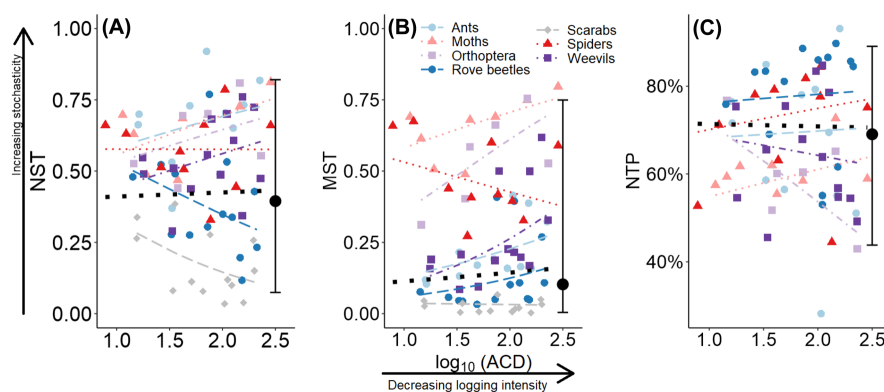 (A)
(B)
(C)
Ants
Moths
Orthoptera
Rove beetles
Scarabs
Spiders
Weevils
Increasing stochasticity
NST
1.00
0.75
0.50
0.25
0.00
1.0 1.5 2.0 2.5
MST
1.00
0.75
0.50
0.25
0.00
1.0 1.5 2.0 2.5
NTP
80%
60%
40%
1.0 1.5 2.0 2.5
log10 (ACD)
Decreasing logging intensity